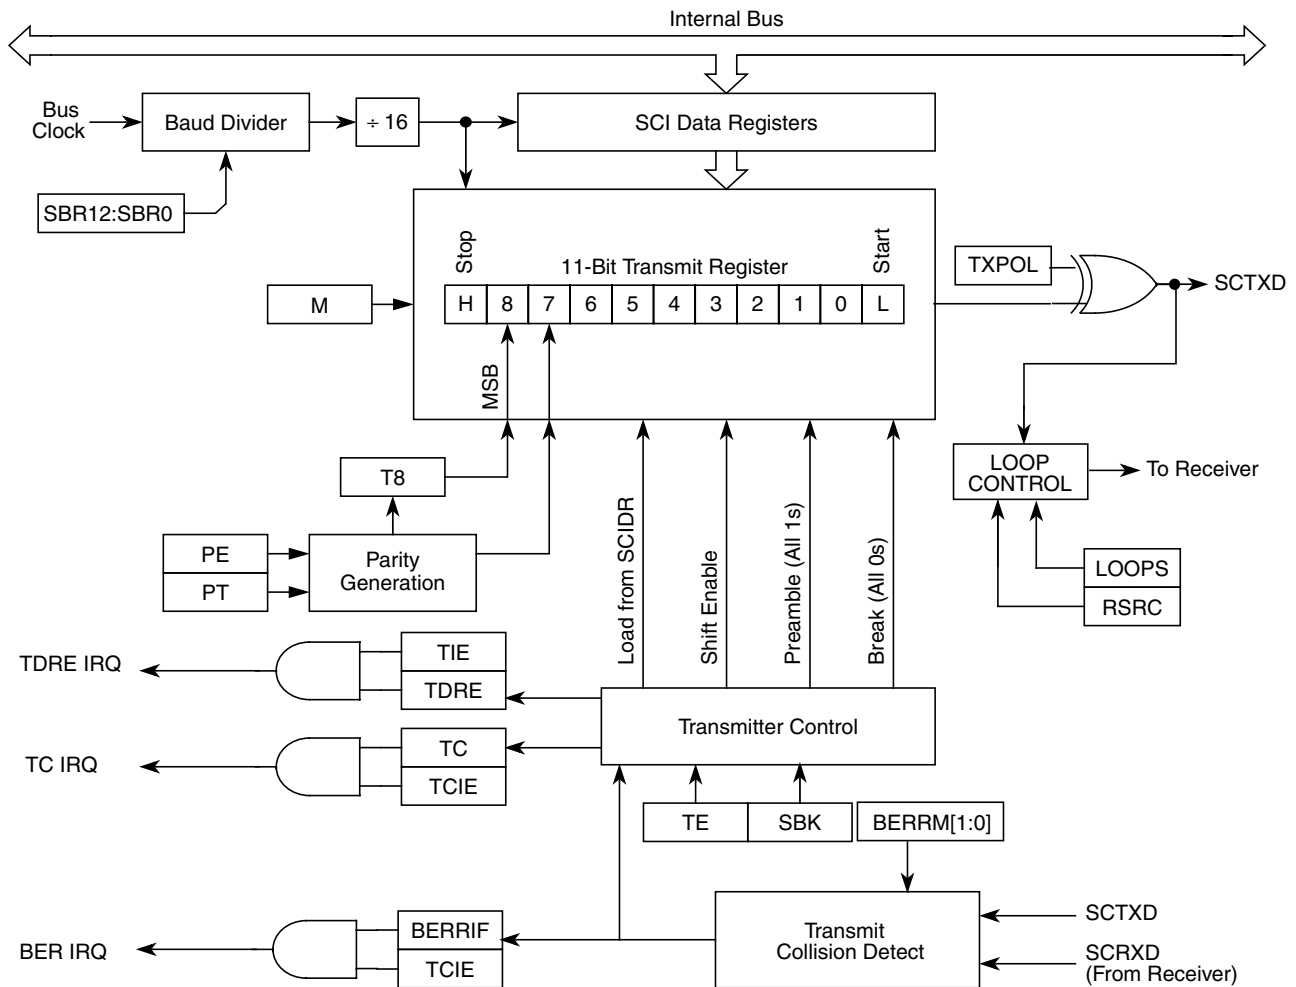 Internal Bus
Bus
Clock
Baud Divider
÷ 16
SCI Data Registers
SBR12:SBR0
Stop
11-Bit Transmit Register
Start
M
H 8 7 6 5 4 3 2 1 0 L
TXPOL
SCTXD
MSB
T8
LOOP
CONTROL
To Receiver
PE
PT
Parity
Generation
Load from SCIDR
Shift Enable
Preamble (All 1s)
Break (All 0s)
LOOPS
RSRC
TDRE IRQ
TIE
TDRE
Transmitter Control
TC IRQ
TC
TCIE
TE
SBK
BERRM[1:0]
BER IRQ
BERRIF
TCIE
Transmit
Collision Detect
SCTXD
SCRXD
(From Receiver)